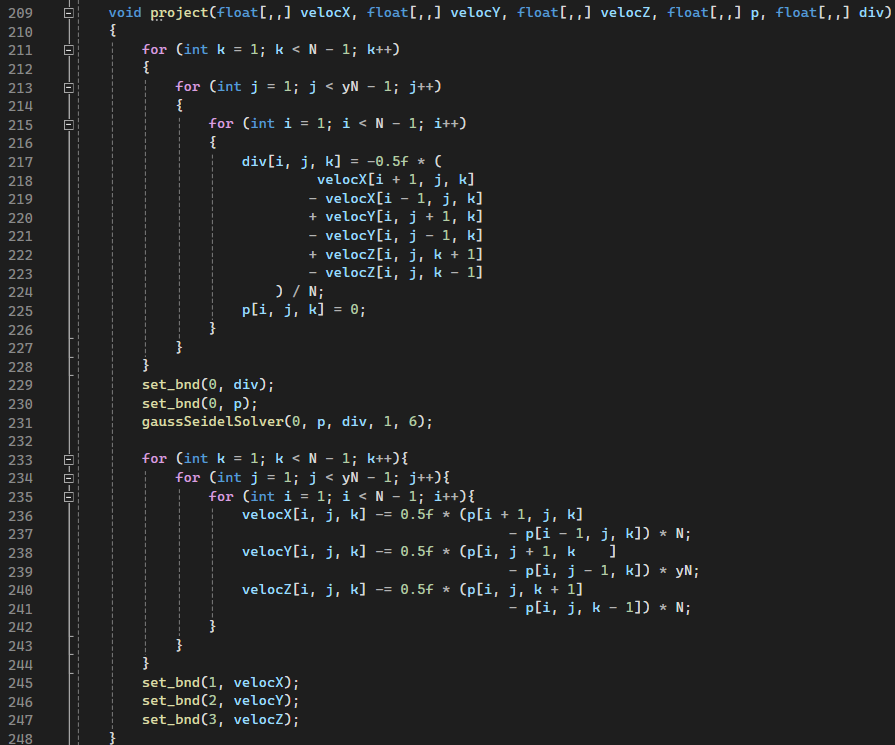 209 void project(float[,,] velocX, float[,,] velocY, float[,,] velocZ, float[,,] p, float[,,] div)
210 {
211 for (int k = 1; k < N - 1; k++)
212 {
213 for (int j = 1; j < yN - 1; j++)
214 {
215 for (int i = 1; i < N - 1; i++)
216 {
217 div[i, j, k] = -0.5f * (
218 velocX[i + 1, j, k]
219 - velocX[i - 1, j, k]
220 + velocY[i, j + 1, k]
221 - velocY[i, j - 1, k]
222 + velocZ[i, j, k + 1]
223 - velocZ[i, j, k - 1]
224 ) / N;
225 p[i, j, k] = 0;
226 }
227 }
228 }
229 set_bnd(0, div);
230 set_bnd(0, p);
231 gaussSeidelSolver(0, p, div, 1, 6);
232
233 for (int k = 1; k < N - 1; k++){
234 for (int j = 1; j < yN - 1; j++){
235 for (int i = 1; i < N - 1; i++){
236 velocX[i, j, k] -= 0.5f * (p[i + 1, j, k]
237 - p[i - 1, j, k]) * N;
238 velocY[i, j, k] -= 0.5f * (p[i, j + 1, k    ]
239 - p[i, j - 1, k]) * yN;
240 velocZ[i, j, k] -= 0.5f * (p[i, j, k + 1]
241 - p[i, j, k - 1]) * N;
242 }
243 }
244 }
245 set_bnd(1, velocX);
246 set_bnd(2, velocY);
247 set_bnd(3, velocZ);
248 }